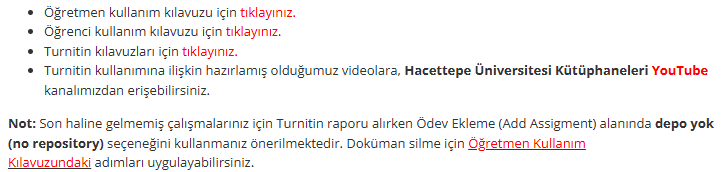 • Öğretmen kullanım kılavuzu için tıklayınız.
• Öğrenci kullanım kılavuzu için tıklayınız.
• Turnitin kılavuzları için tıklayınız.
• Turnitin kullanımına ilişkin hazırlamış olduğumuz videolara, Hacettepe Üniversitesi Kütüphaneleri YouTube
kanalımızdan erişebilirsiniz.
Not: Son haline gelmemiş çalışmalarınız için Turnitin raporu alırken Ödev Ekleme (Add Assigment) alanında depo yok
(no repository) seçeneğini kullanmanız önerilmektedir. Doküman silme için Öğretmen Kullanım
Kılavuzundaki adımları uygulayabilirsiniz.